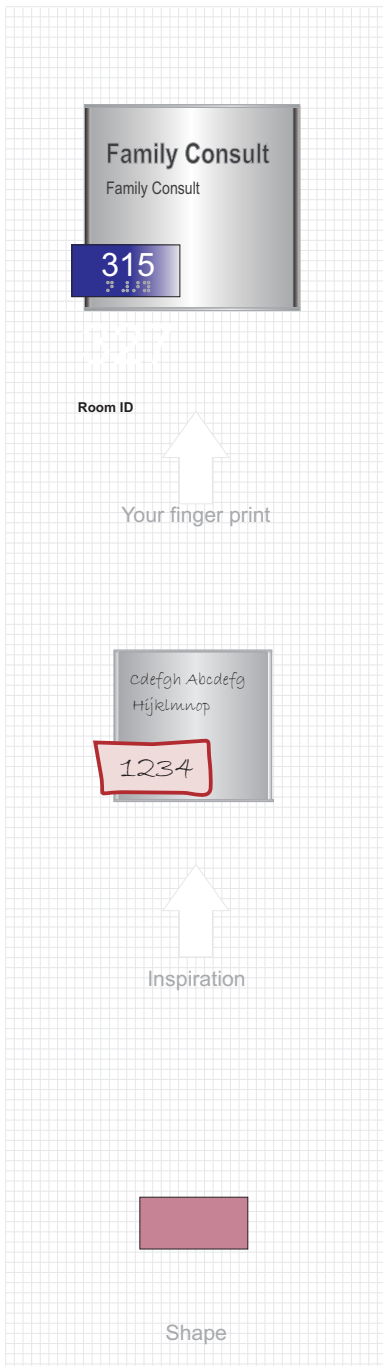 Family Consult
Family Consult
315
Room ID
Your finger print
Cdefgh Abcdefg
Hijklmnop
1234
Inspiration
Shape